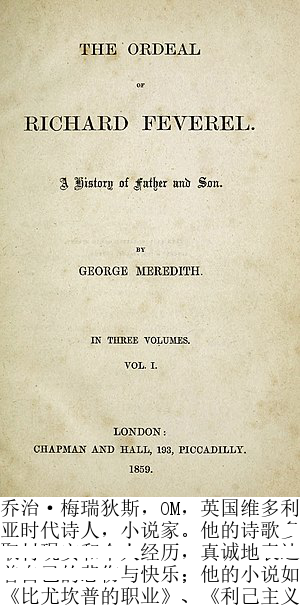 THE ORDEAL
OF
RICHARD FEVEREL.
A History of Father and Son.
BY
GEORGE MEREDITH.
IN THREE VOLUMES.
VOL. I.
LONDON:
CHAPMAN AND HALL, 193, PICCADILLY.
1859.
乔治·梅瑞狄斯，OM，英国维多利
亚时代诗人，小说家。他的诗歌
人经历，真诚地
与快乐；他的小说如
《比尤坎普的职业》、《利己主义